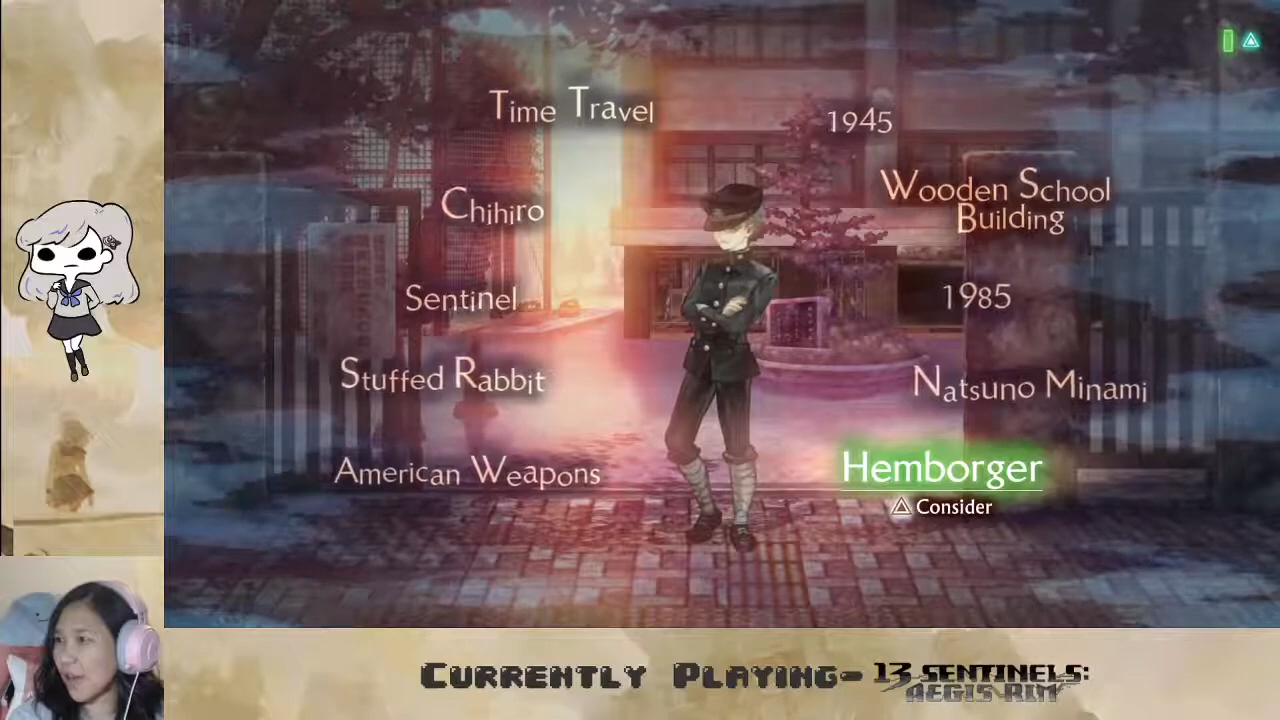 Time Travel
1945
Chihiro
Wooden School
Building
Sentinel
1985
Stuffed Rabbit
Natsuno Minami
American Weapons
Hemborger
Consider
Currently Playing-
13 SENTINELS:
AEGIS RIM